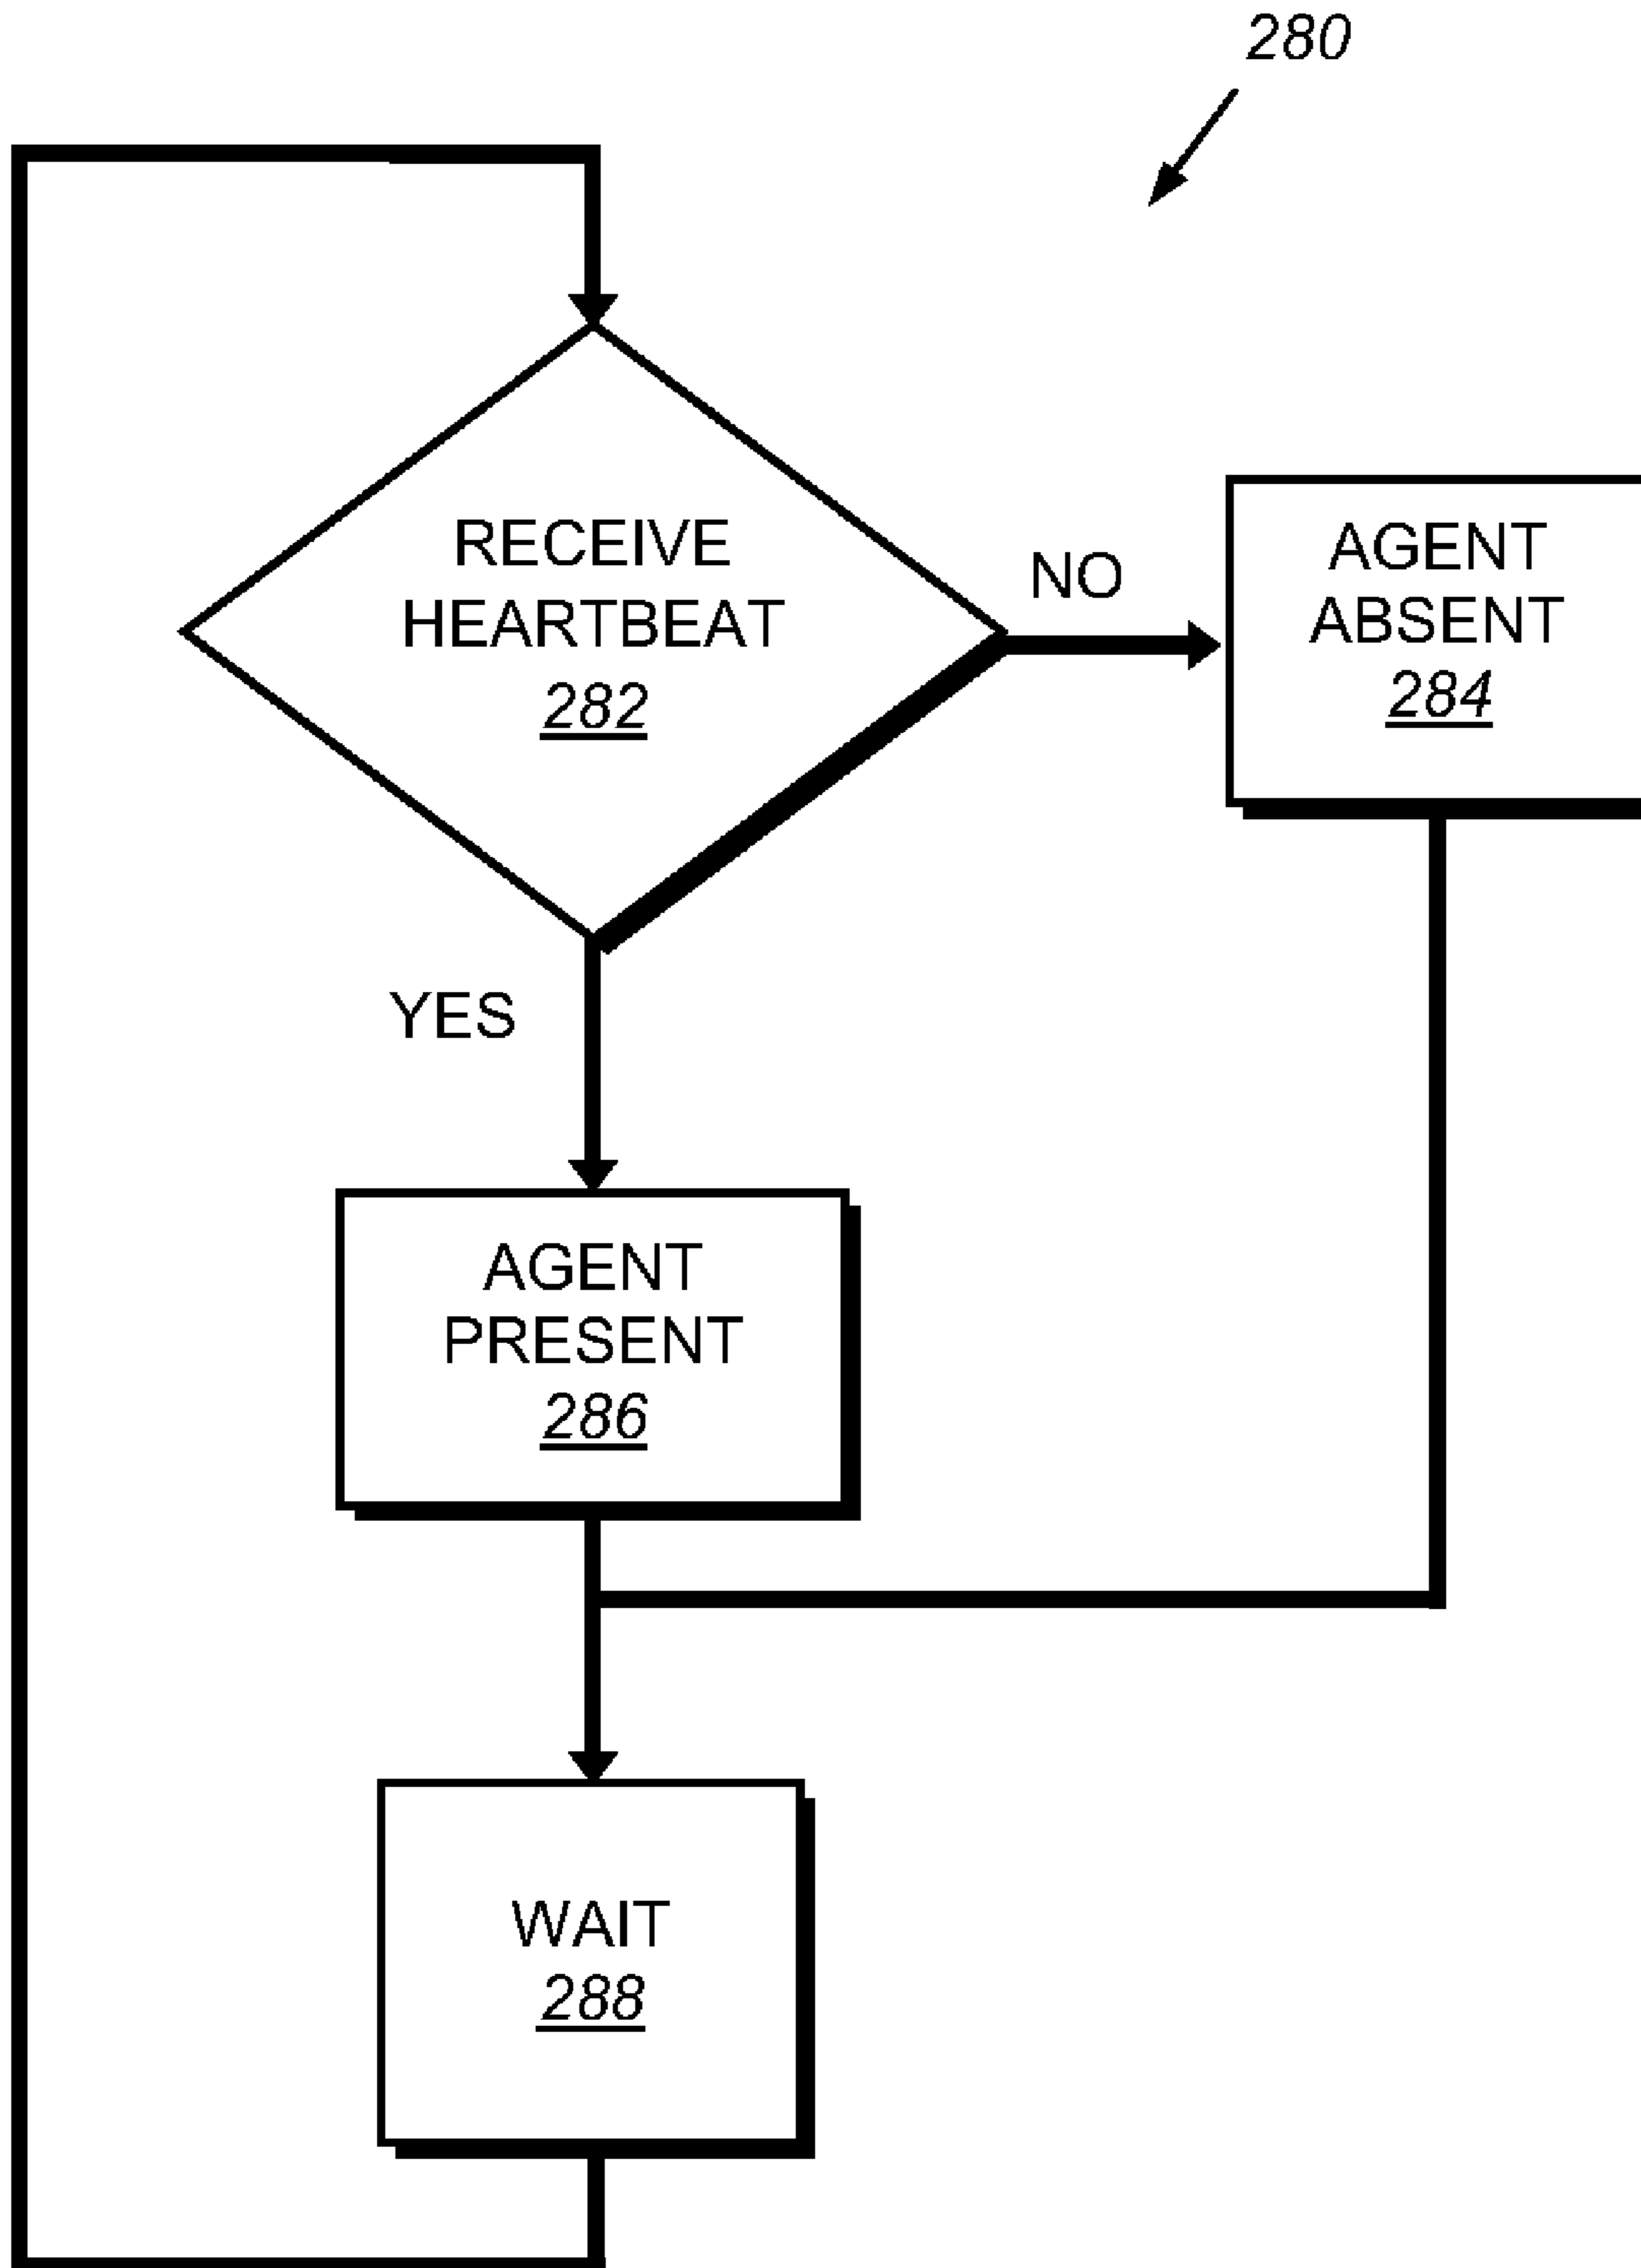 280
RECEIVE
HEARTBEAT
282
NO
AGENT
ABSENT
284
YES
AGENT
PRESENT
286
WAIT
288